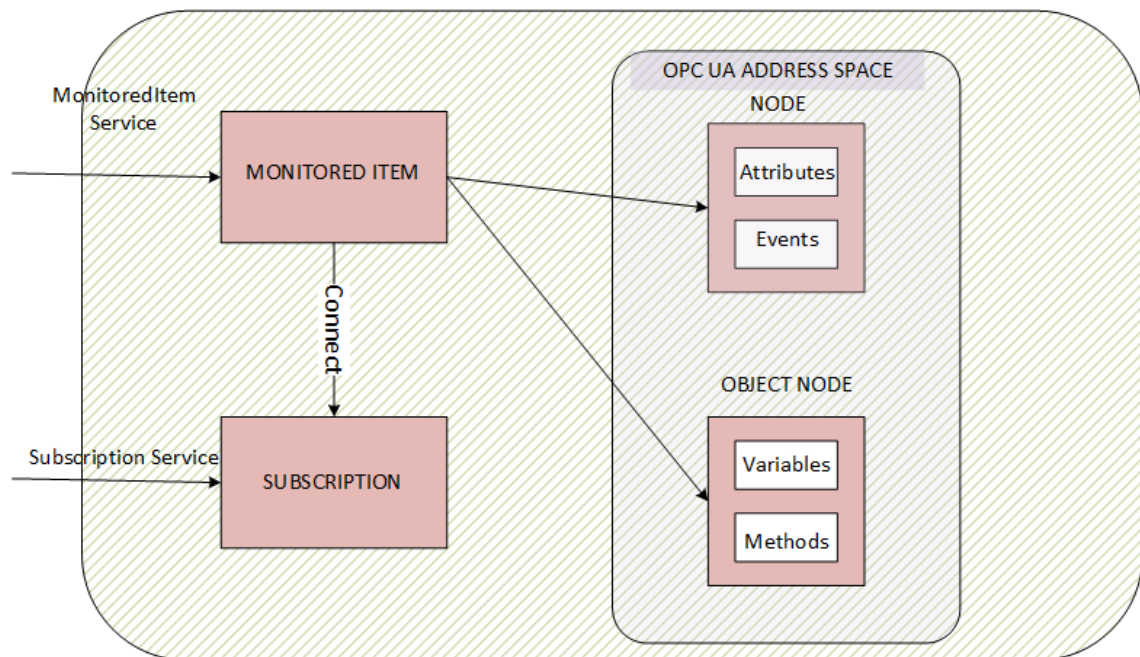 OPC UA ADDRESS SPACE
NODE
MonitoredItem
Service
MONITORED ITEM
Attributes
Events
Connect
OBJECT NODE
Subscription Service
SUBSCRIPTION
Variables
Methods